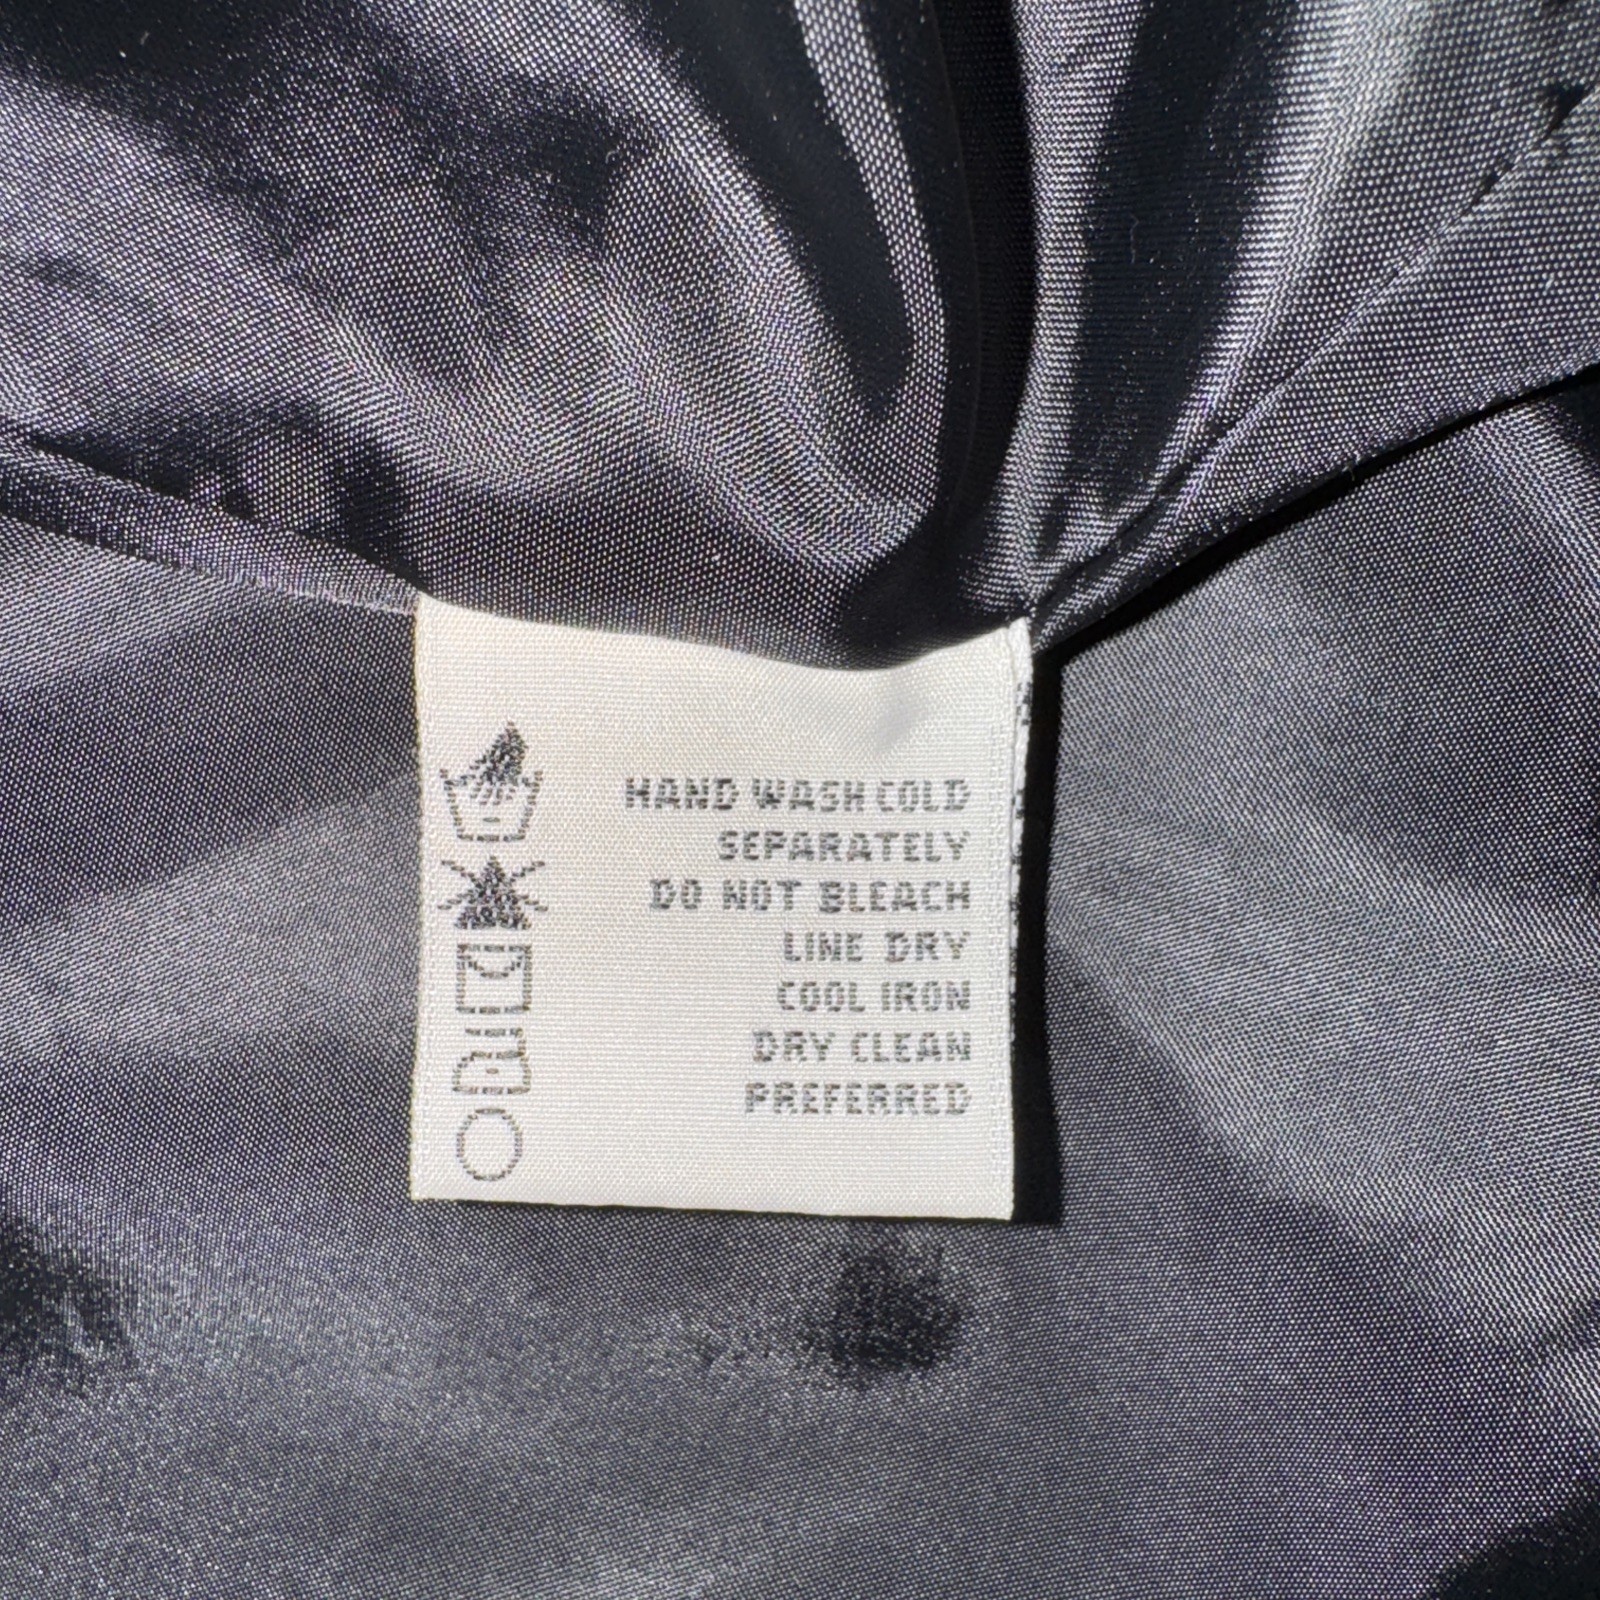 HAND WASH COLD
SEPARATELY
DO NOT BLEACH
LINE DRY
COOL IRON
DRY CLEAN
PREFERRED